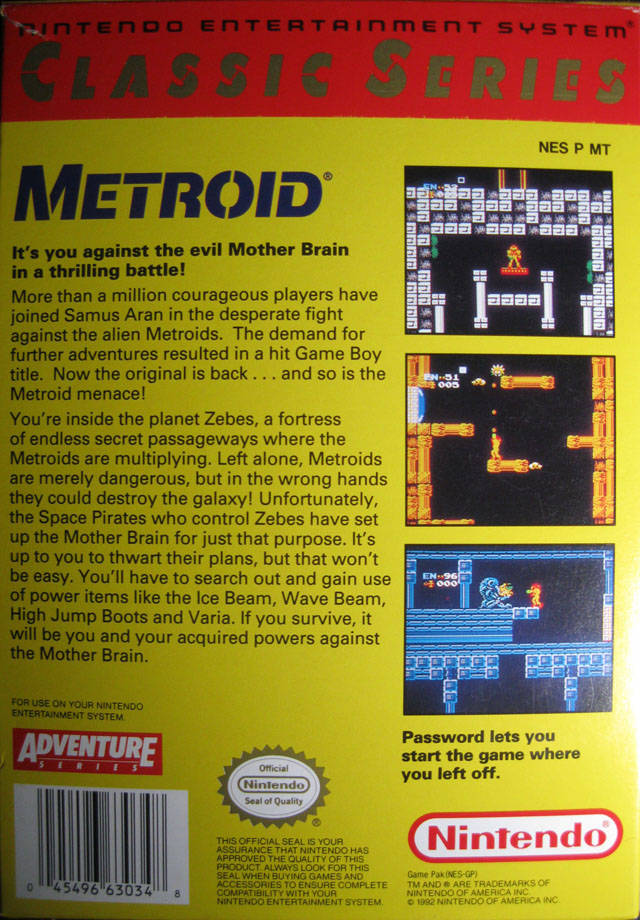 NINTENDO ENTERTAINMENT SYSTEM®
CLASSIC SERIES
NES P MT
METROID®
It's you against the evil Mother Brain
in a thrilling battle!
More than a million courageous players have
joined Samus Aran in the desperate fight
against the alien Metroids. The demand for
further adventures resulted in a hit Game Boy
title. Now the original is back . . . and so is the
Metroid menace!
You're inside the planet Zebes, a fortress
of endless secret passageways where the
Metroids are multiplying. Left alone, Metroids
are merely dangerous, but in the wrong hands
they could destroy the galaxy! Unfortunately,
the Space Pirates who control Zebes have set
up the Mother Brain for just that purpose. It's
up to you to thwart their plans, but that won't
be easy. You'll have to search out and gain use
of power items like the Ice Beam, Wave Beam,
High Jump Boots and Varia. If you survive, it
will be you and your acquired powers against
the Mother Brain.
EN..51
005
EN..96
000
Password lets you
start the game where
you left off.
FOR USE ON YOUR NINTENDO
ENTERTAINMENT SYSTEM.
ADVENTURE
SERIES
0 45496 63034 8
Official
Nintendo
Seal of Quality
®
THIS OFFICIAL SEAL IS YOUR
ASSURANCE THAT NINTENDO HAS
APPROVED THE QUALITY OF THIS
PRODUCT. ALWAYS LOOK FOR THIS
SEAL WHEN BUYING GAMES AND
ACCESSORIES TO ENSURE COMPLETE
COMPATIBILITY WITH YOUR
NINTENDO ENTERTAINMENT SYSTEM.
Nintendo®
Game Pak (NES-GP)
TM AND ® ARE TRADEMARKS OF
NINTENDO OF AMERICA INC.
© 1992 NINTENDO OF AMERICA INC.